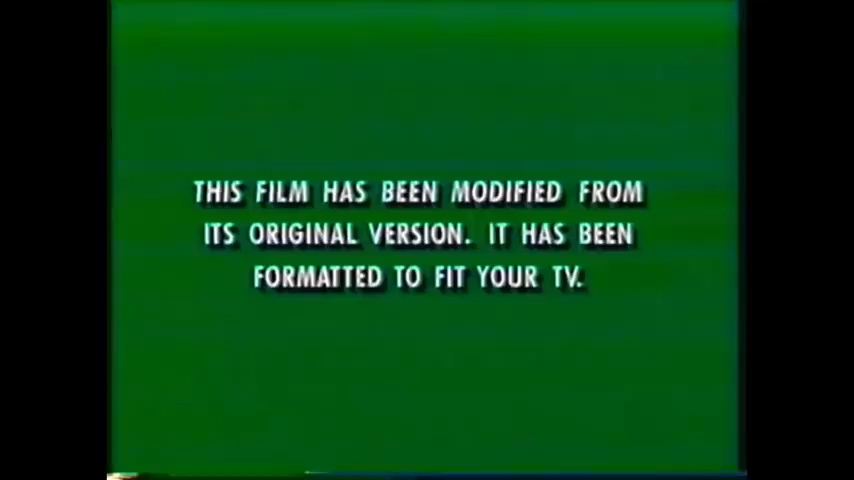 THIS FILM HAS BEEN MODIFIED FROM
ITS ORIGINAL VERSION. IT HAS BEEN
FORMATTED TO FIT YOUR TV.